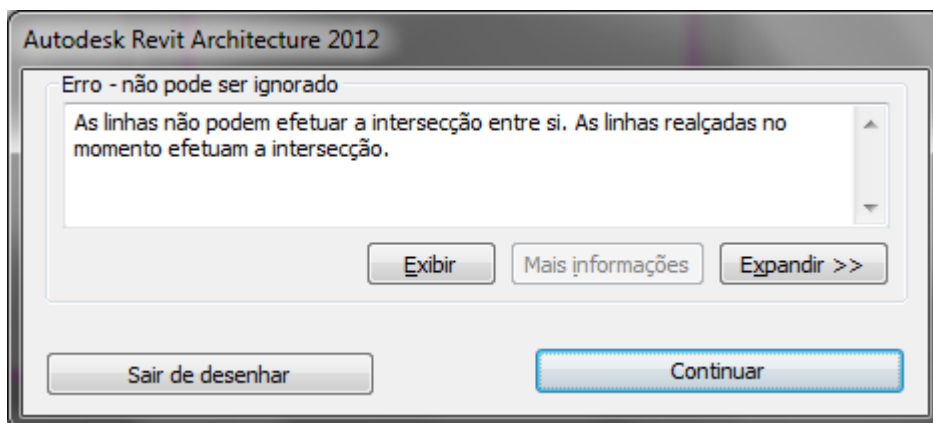 Autodesk Revit Architecture 2012
Erro - não pode ser ignorado
As linhas não podem efetuar a intersecção entre si. As linhas realçadas no
momento efetuam a intersecção.
Exibir
Mais informações
Expandir >>
Sair de desenhar
Continuar